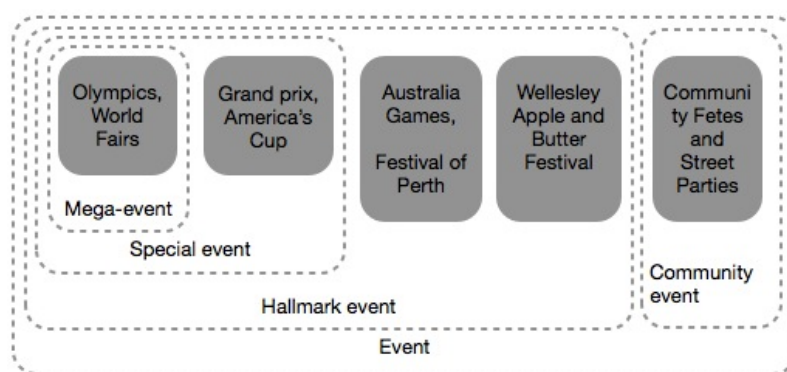 Olympics,
World
Fairs
Grand prix,
America's
Cup
Australia
Games,
Festival of
Perth
Wellesley
Apple and
Butter
Festival
Communi
ty Fetes
and
Street
Parties
Mega-event
Special event
Hallmark event
Community
event
Event